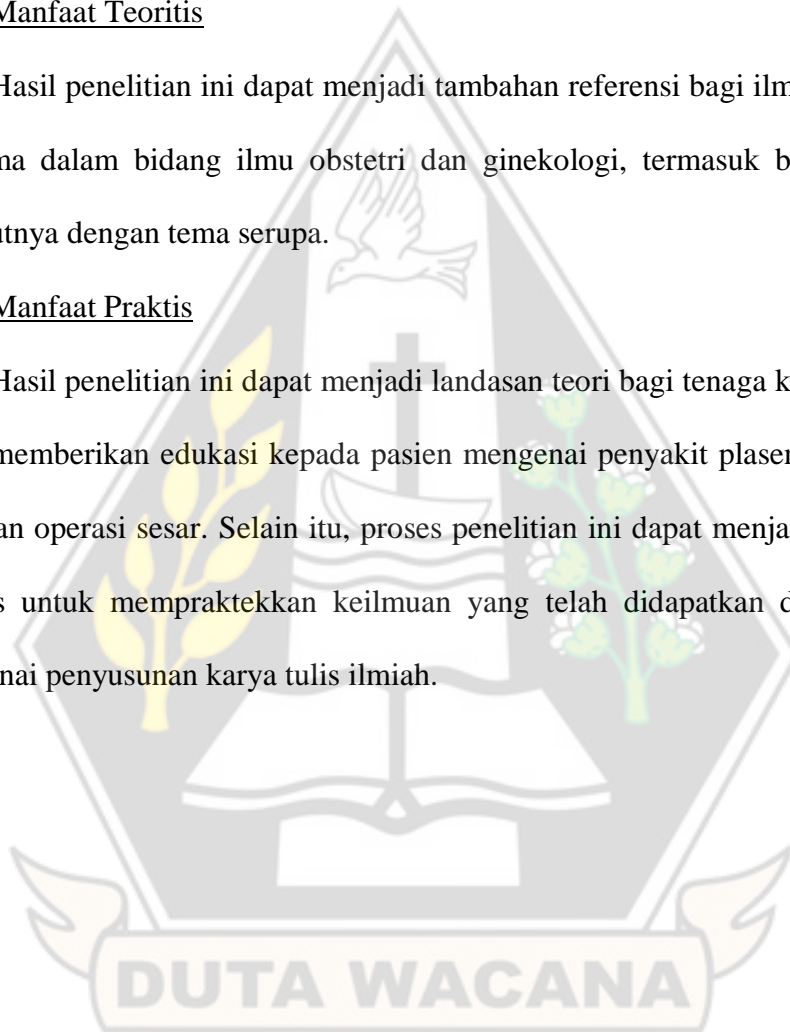 Manfaat Teoritis
Hasil penelitian ini dapat menjadi tambahan referensi bagi ilm
ma dalam bidang ilmu obstetri dan ginekologi, termasuk b
utnya dengan tema serupa.
Manfaat Praktis
Hasil penelitian ini dapat menjadi landasan teori bagi tenaga k
memberikan edukasi kepada pasien mengenai penyakit plasen
an operasi sesar. Selain itu, proses penelitian ini dapat menja
s untuk mempraktekkan keilmuan yang telah didapatkan d
nai penyusunan karya tulis ilmiah.
DUTA WACANA